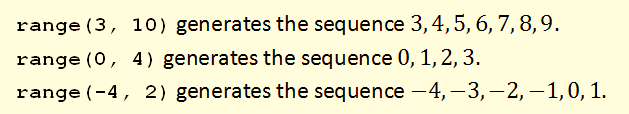 range(3, 10) generates the sequence 3, 4, 5, 6, 7, 8, 9.
range(0, 4) generates the sequence 0, 1, 2, 3.
range(-4, 2) generates the sequence −4, −3, −2, −1, 0, 1.